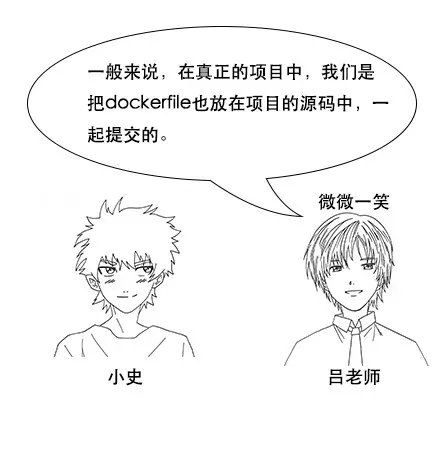 一般来说，在真正的项目中，我们是
把dockerfile也放在项目的源码中，一
起提交的。
微微一笑
小史
吕老师